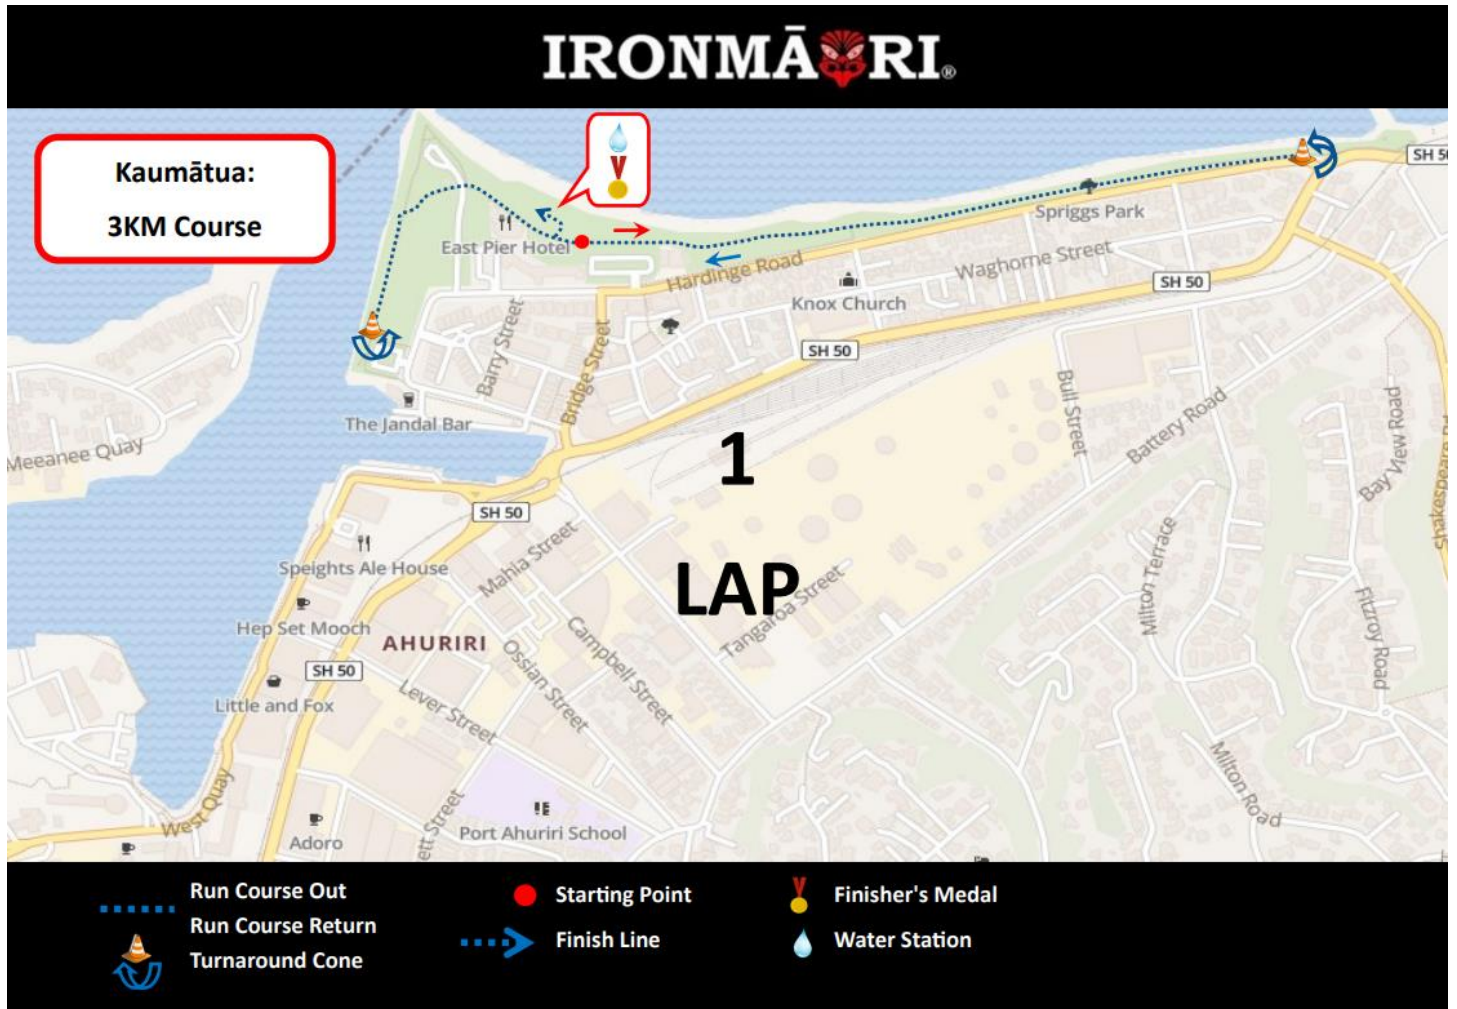 IRONMĀORI®
Kaumātua:
3KM Course
SH 50
Spriggs Park
East Pier Hotel
Hardinge Road
Waghorne Street
SH 50
Knox Church
Barry Street
Bridge Street
SH 50
Bull Street
Battery Road
Bay View Road
The Jandal Bar
Meeanee Quay
1
LAP
SH 50
Mahia Street
Speights Ale House
Tangaroa Street
Milton Terrace
Fitzroy Road
Hep Set Mooch
AHURIRI
Ossian Street
Campbell Street
SH 50
Little and Fox
Lever Street
Milton Road
West Quay
Port Ahuriri School
Adoro
ett Street
Run Course Out
Run Course Return
Turnaround Cone
Starting Point
Finish Line
Finisher's Medal
Water Station